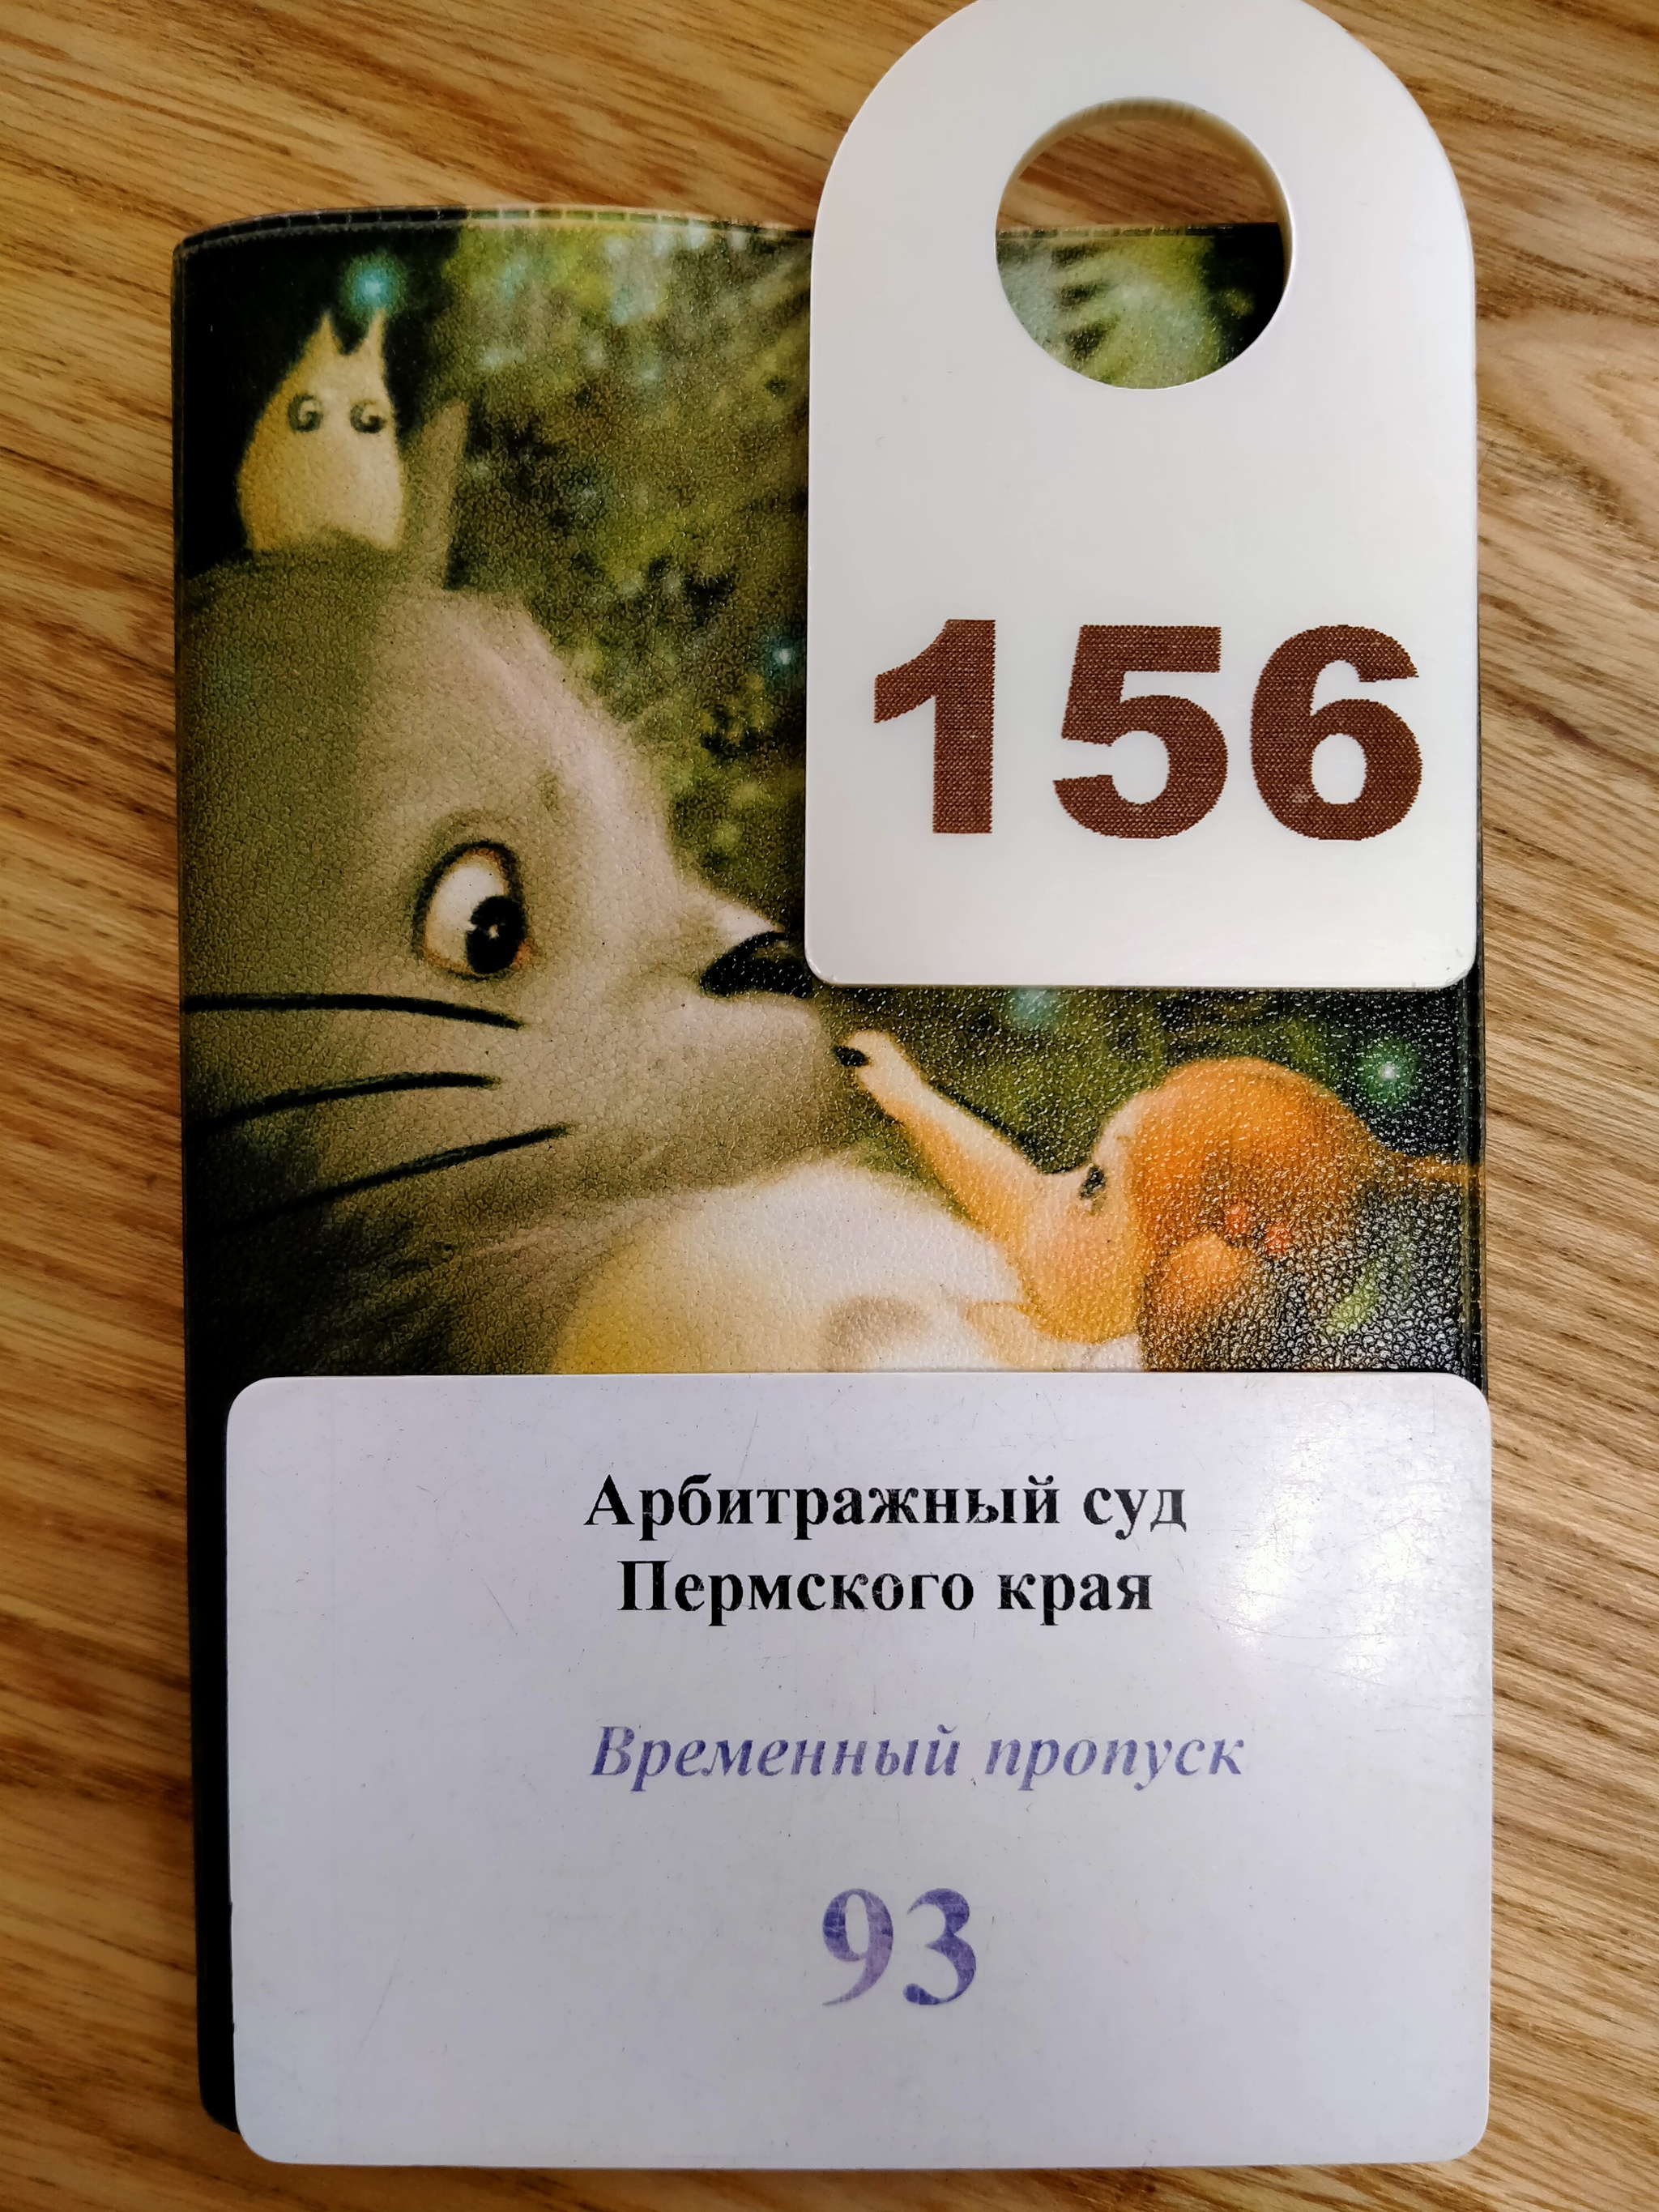 156
Арбитражный суд
Пермского края
Временный пропуск
93